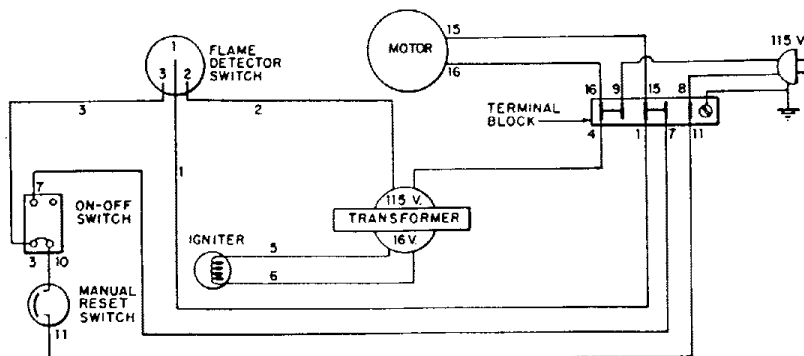 15
115 V.
MOTOR
1
3 2
FLAME
DETECTOR
SWITCH
16
16 9 15 8
TERMINAL
BLOCK
4 1 7 11
3
2
1
7
ON-OFF
SWITCH
115 V.
TRANSFORMER
16 V.
IGNITER
5
6
3 10
MANUAL
RESET
SWITCH
11